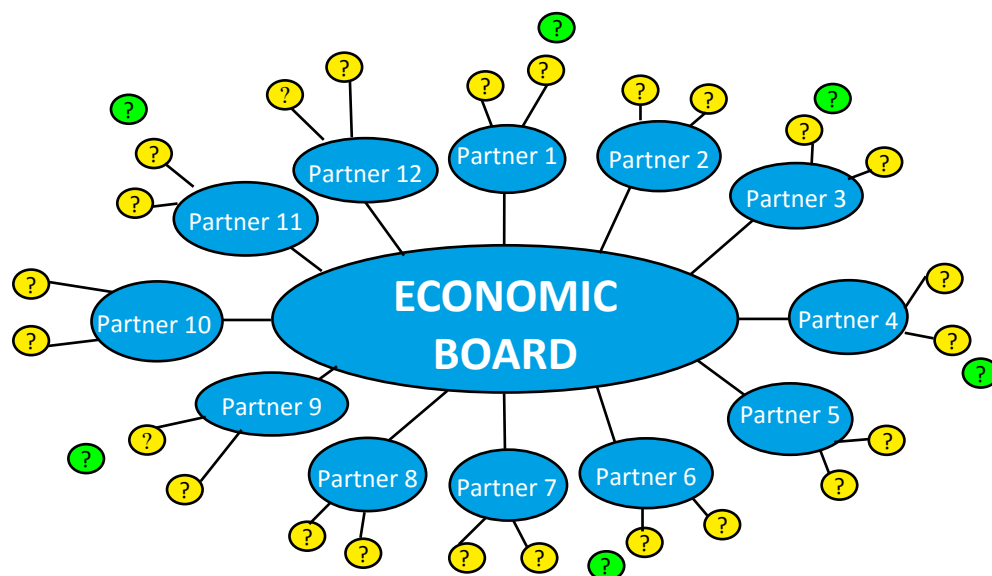 ?
?
?
?
?
?
?
?
?
?
?
?
?
Partner 1
Partner 2
Partner 12
Partner 3
Partner 11
?
?
ECONOMIC
BOARD
Partner 10
Partner 4
?
?
?
?
Partner 9
Partner 5
?
?
?
?
?
?
Partner 8
Partner 7
Partner 6
?
?
?
?
?
?
?